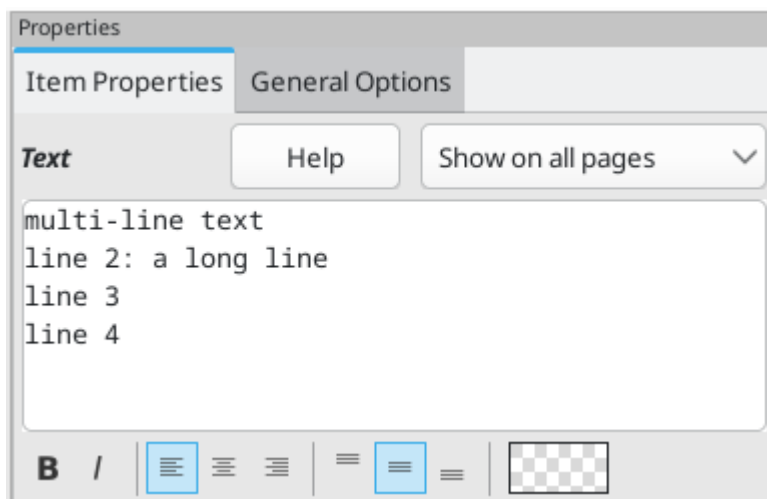 Properties
Item Properties General Options
Text Help Show on all pages
multi-line text
line 2: a long line
line 3
line 4
B I